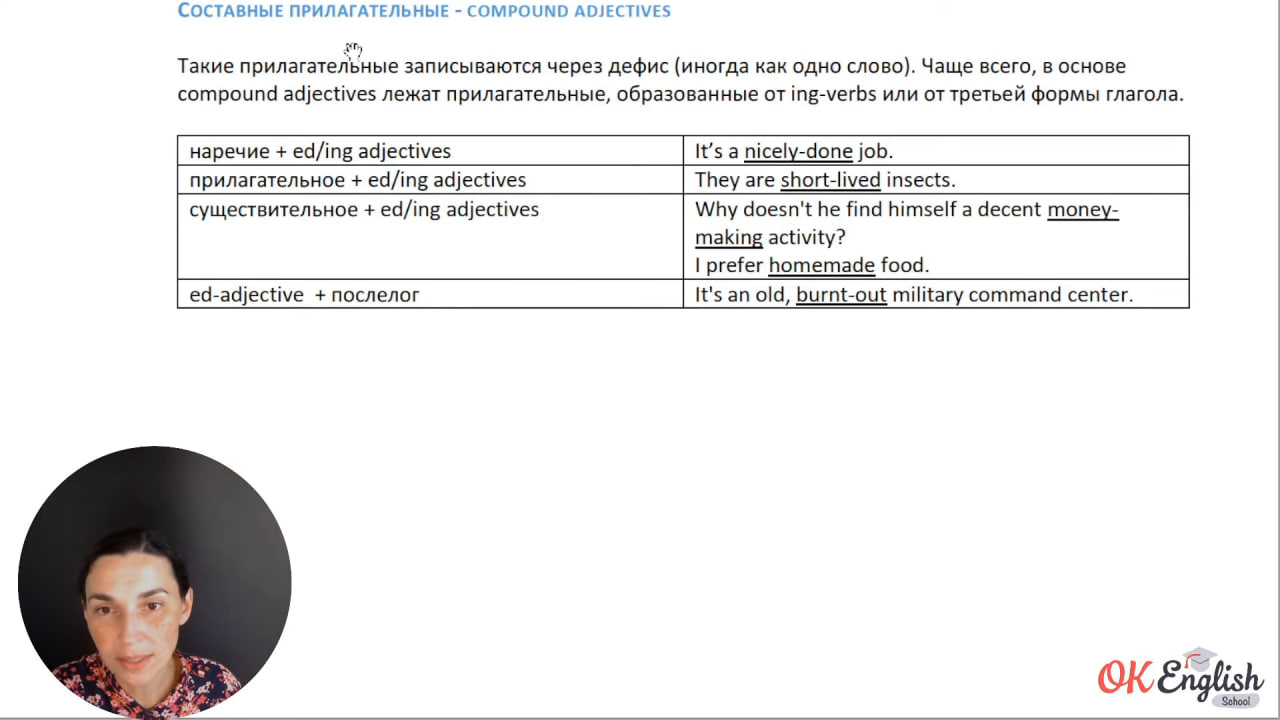 Составные прилагательные - compound adjectives
Такие прилагательные записываются через дефис (иногда как одно слово). Чаще всего, в основе
compound adjectives лежат прилагательные, образованные от ing-verbs или от третьей формы глагола.
наречие + ed/ing adjectives
It’s a nicely-done job.
прилагательное + ed/ing adjectives
They are short-lived insects.
существительное + ed/ing adjectives
Why doesn't he find himself a decent money-
making activity?
I prefer homemade food.
ed-adjective + послелог
It's an old, burnt-out military command center.
OK English
School